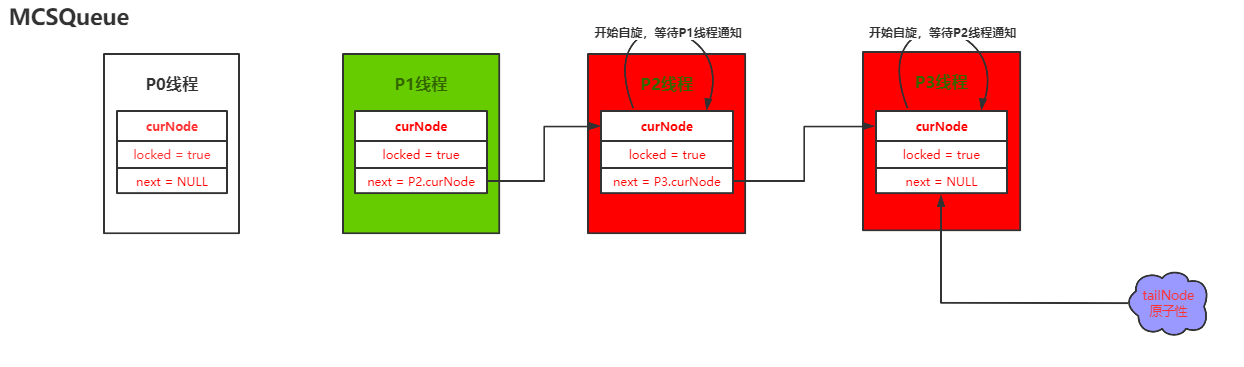 MCSQueue
P0线程
curNode
locked = true
next = NULL
P1线程
curNode
locked = true
next = P2.curNode
开始自旋，等待P1线程通知
P2线程
curNode
locked = true
next = P3.curNode
开始自旋，等待P2线程通知
P3线程
curNode
locked = true
next = NULL
tailNode
原子性